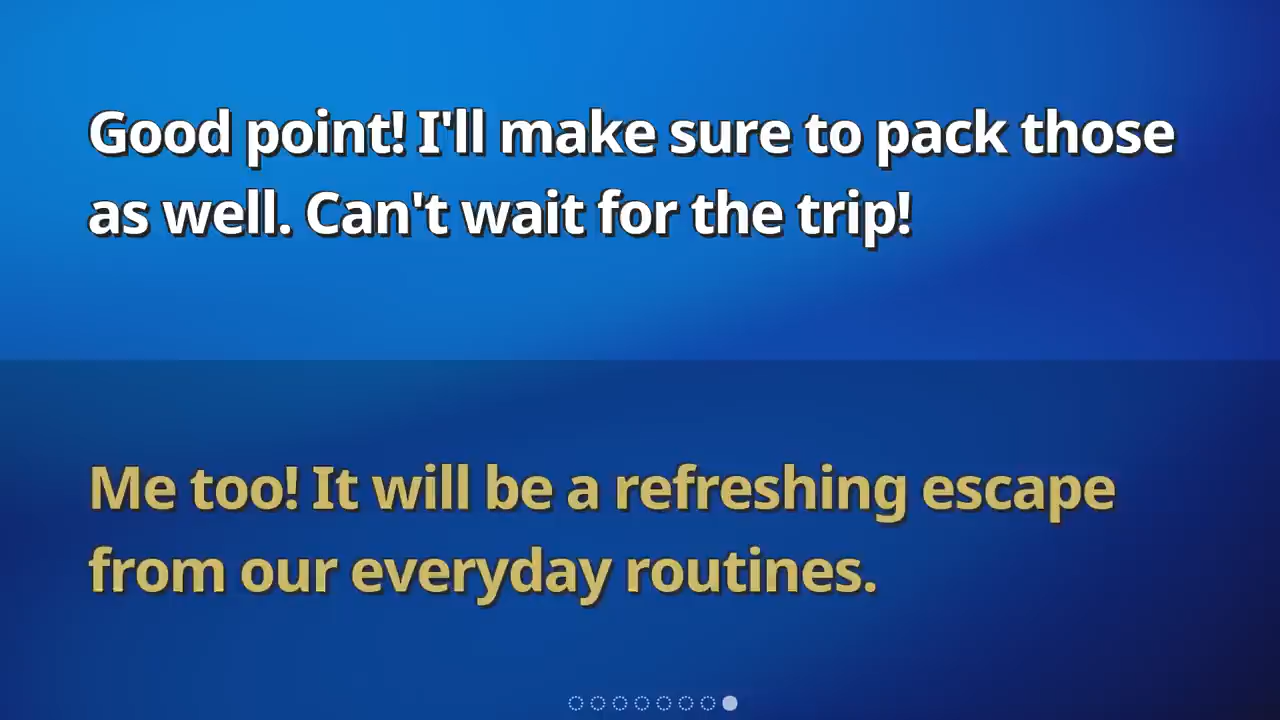 Good point! I'll make sure to pack those
as well. Can't wait for the trip!
Me too! It will be a refreshing escape
from our everyday routines.